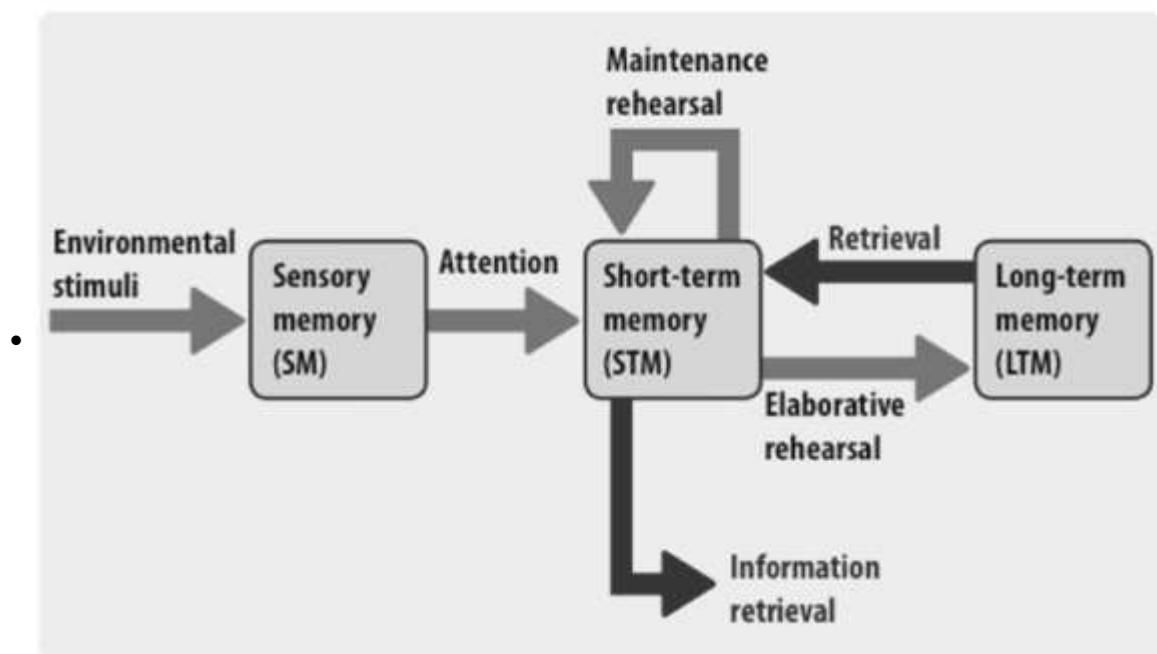 Maintenance
rehearsal
Environmental
stimuli
Sensory
memory
(SM)
Attention
Short-term
memory
(STM)
Retrieval
Long-term
memory
(LTM)
Elaborative
rehearsal
Information
retrieval